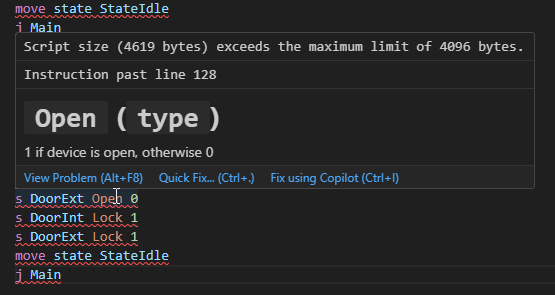 move state StateIdle
j Main
Script size (4619 bytes) exceeds the maximum limit of 4096 bytes.
Instruction past line 128
Open ( type )
1 if device is open, otherwise 0
View Problem (Alt+F8) Quick Fix... (Ctrl+.) Fix using Copilot (Ctrl+I)
s DoorExt Open 0
s DoorInt Lock 1
s DoorExt Lock 1
move state StateIdle
j Main